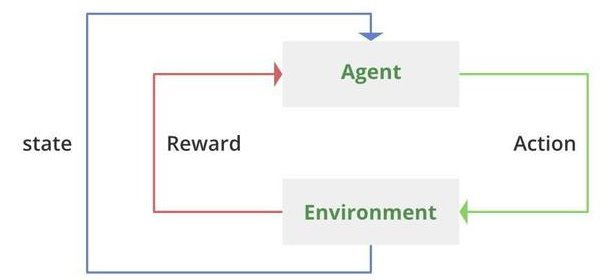 Agent
state
Reward
Action
Environment